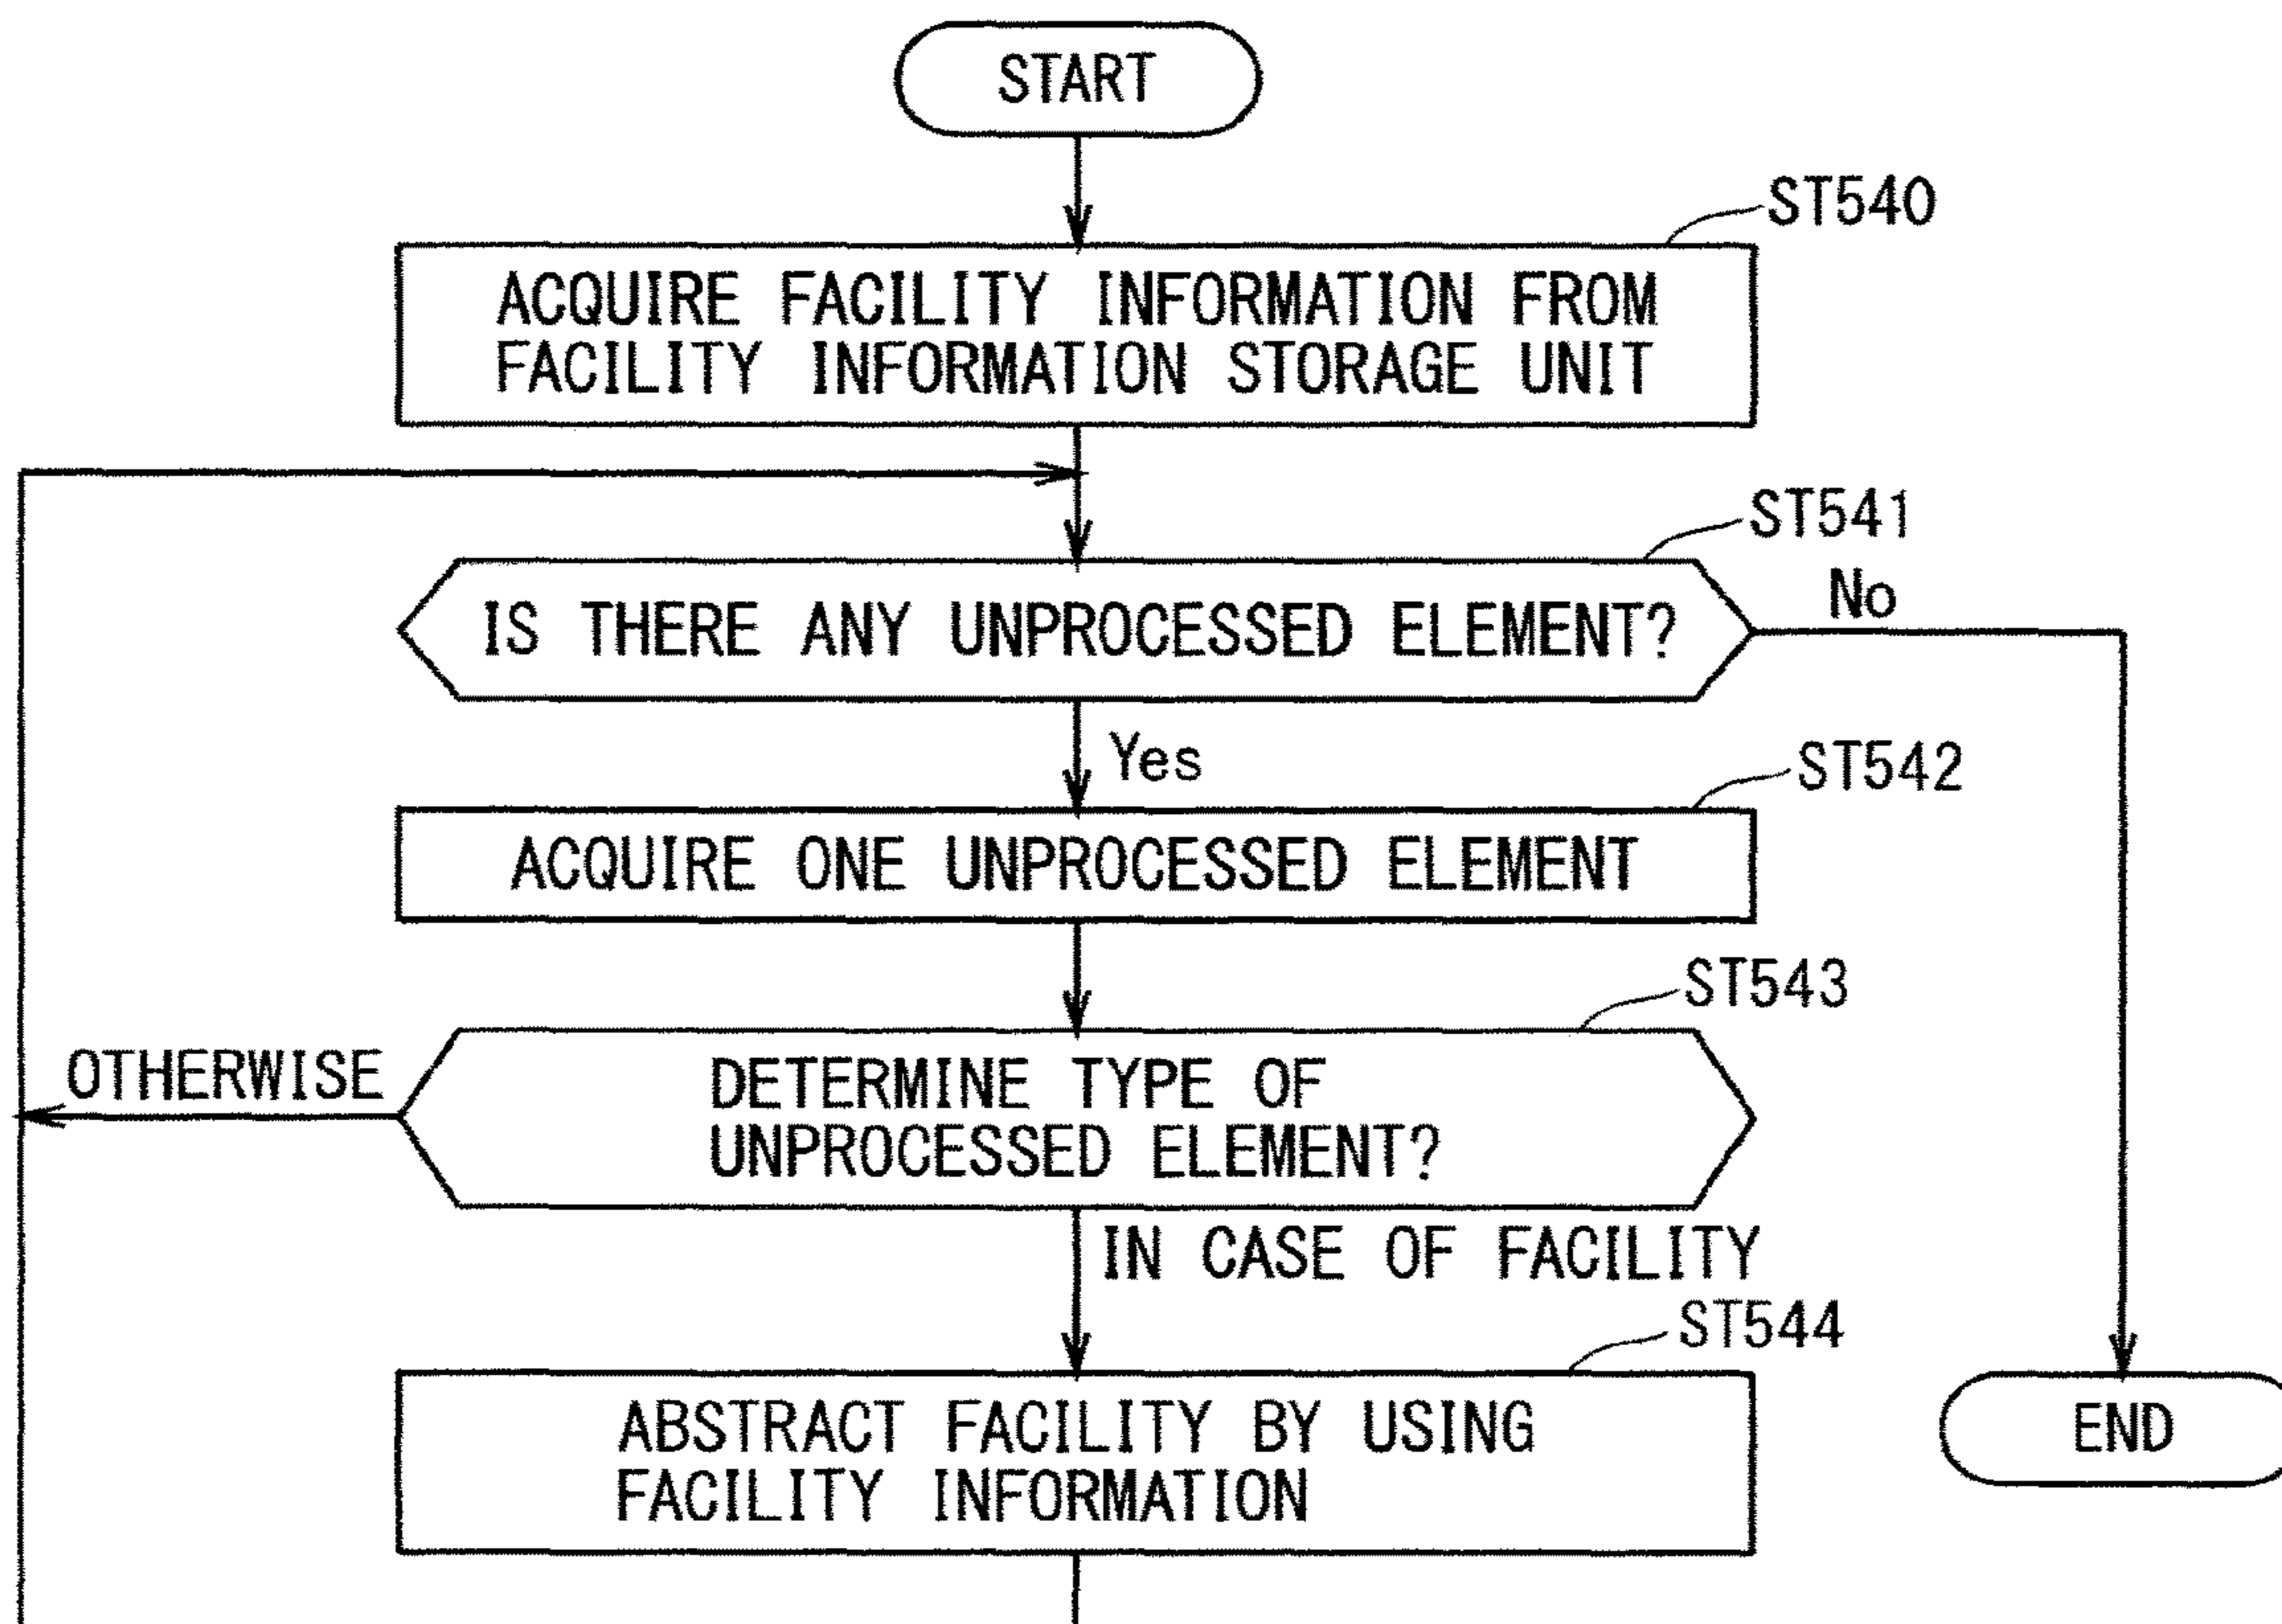 START
ST540
ACQUIRE FACILITY INFORMATION FROM
FACILITY INFORMATION STORAGE UNIT
ST541
IS THERE ANY UNPROCESSED ELEMENT?
No
Yes
ST542
ACQUIRE ONE UNPROCESSED ELEMENT
ST543
OTHERWISE
DETERMINE TYPE OF
UNPROCESSED ELEMENT?
IN CASE OF FACILITY
ST544
ABSTRACT FACILITY BY USING
FACILITY INFORMATION
END